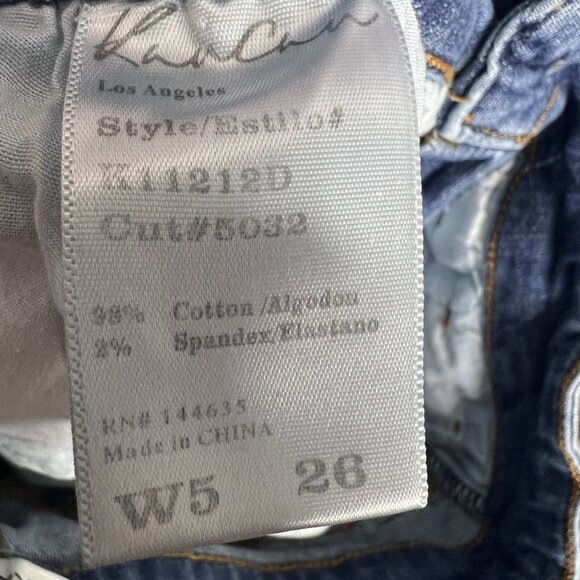 KanCan
Los Angeles
Style/Estilo#
K11212D
Cut#5032
98% Cotton/Algodon
2% Spandex/Elastano
RN# 144635
Made in CHINA
W5 26